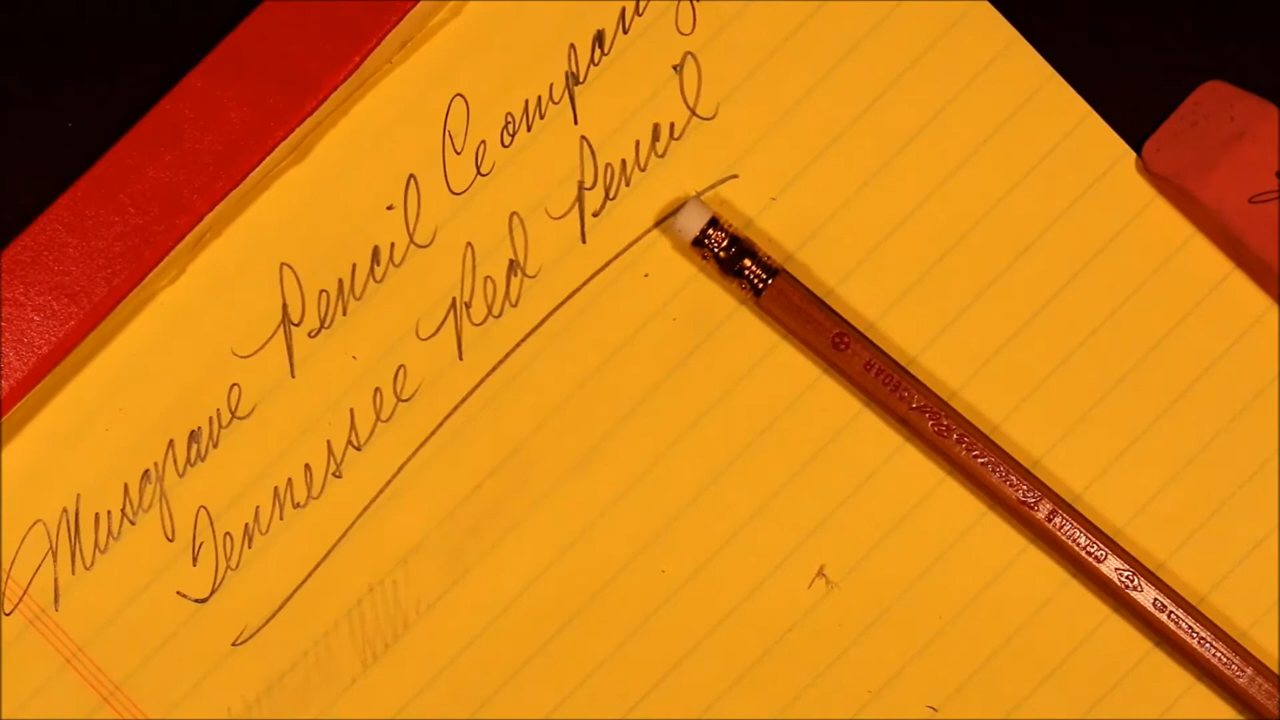 Musgrave Pencil Company
Tennessee Red Pencil
GENUINE Tennessee Red CEDAR